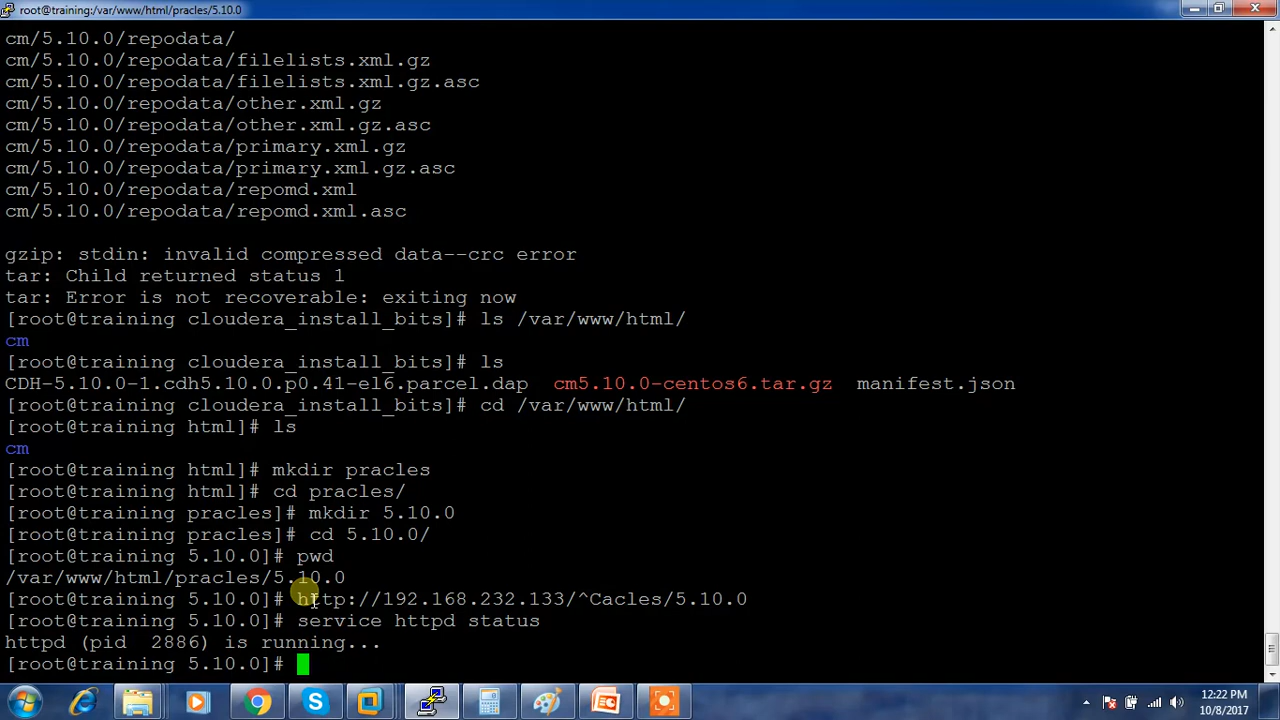 root@training:/var/www/html/pracles/5.10.0
cm/5.10.0/repodata/
cm/5.10.0/repodata/filelists.xml.gz
cm/5.10.0/repodata/filelists.xml.gz.asc
cm/5.10.0/repodata/other.xml.gz
cm/5.10.0/repodata/other.xml.gz.asc
cm/5.10.0/repodata/primary.xml.gz
cm/5.10.0/repodata/primary.xml.gz.asc
cm/5.10.0/repodata/repomd.xml
cm/5.10.0/repodata/repomd.xml.asc
gzip: stdin: invalid compressed data--crc error
tar: Child returned status 1
tar: Error is not recoverable: exiting now
[root@training cloudera_install_bits]# ls /var/www/html/
cm
[root@training cloudera_install_bits]# ls
CDH-5.10.0-1.cdh5.10.0.p0.41-el6.parcel.dap  cm5.10.0-centos6.tar.gz  manifest.json
[root@training cloudera_install_bits]# cd /var/www/html/
[root@training html]# ls
cm
[root@training html]# mkdir pracles
[root@training html]# cd pracles/
[root@training pracles]# mkdir 5.10.0
[root@training pracles]# cd 5.10.0/
[root@training 5.10.0]# pwd
/var/www/html/pracles/5.10.0
[root@training 5.10.0]# http://192.168.232.133/^Cacles/5.10.0
[root@training 5.10.0]# service httpd status
httpd (pid  2886) is running...
[root@training 5.10.0]#
12:22 PM
10/8/2017